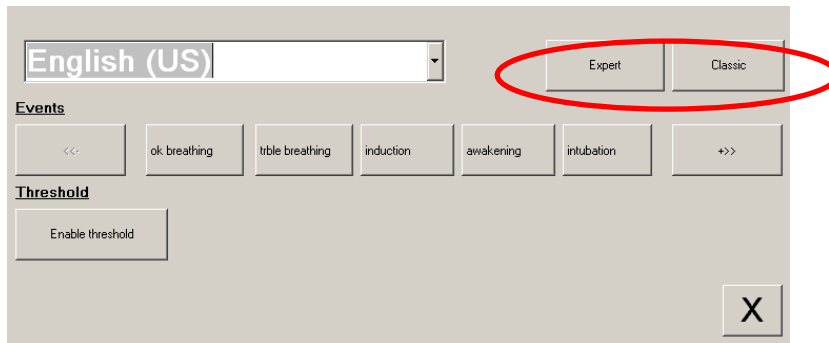 English (US)
Expert
Classic
Events
<<-
ok breathing
trble breathing
induction
awakening
intubation
+>>
Threshold
Enable threshold
X